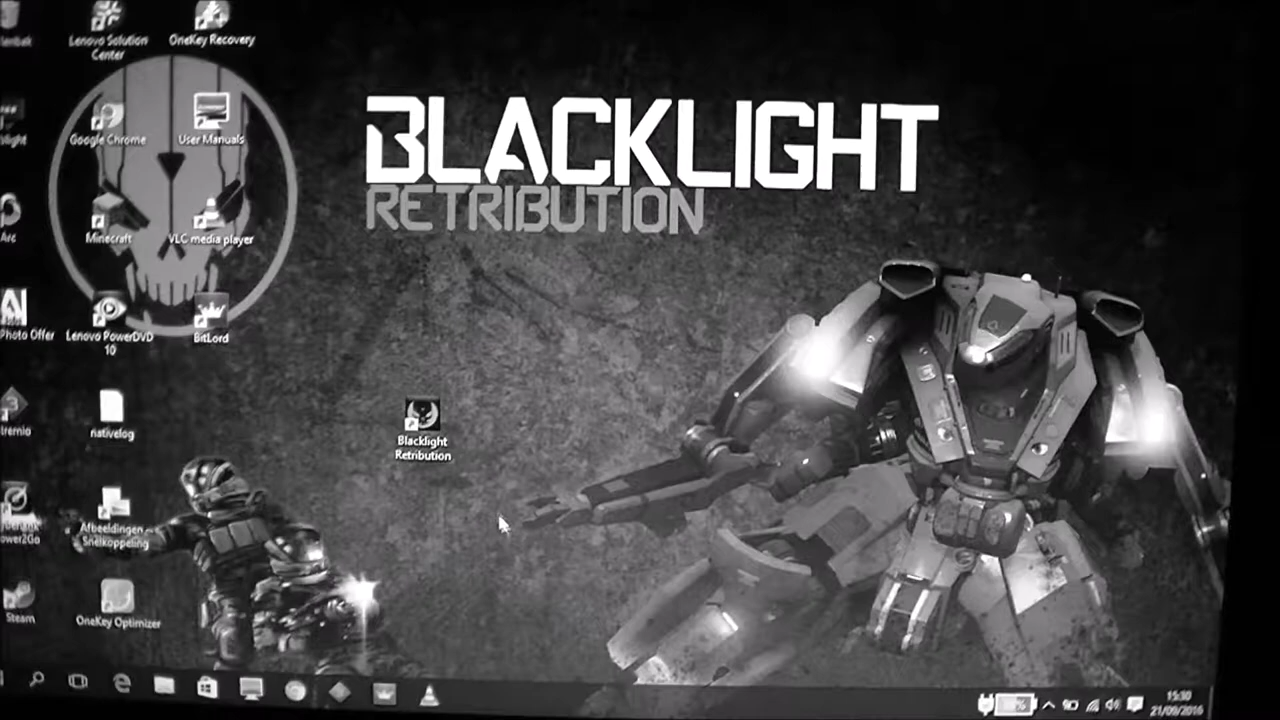 Lenovo Solution
Center
OneKey Recovery
BLACKLIGHT
RETRIBUTION
Google Chrome
User Manuals
Arc
Minecraft
VLC media player
Photo Offer
Lenovo PowerDVD
10
BitLord
nativelog
Blacklight
Retribution
Afbeeldingen -
Snelkoppeling
Steam
OneKey Optimizer
15:30
21/09/2016